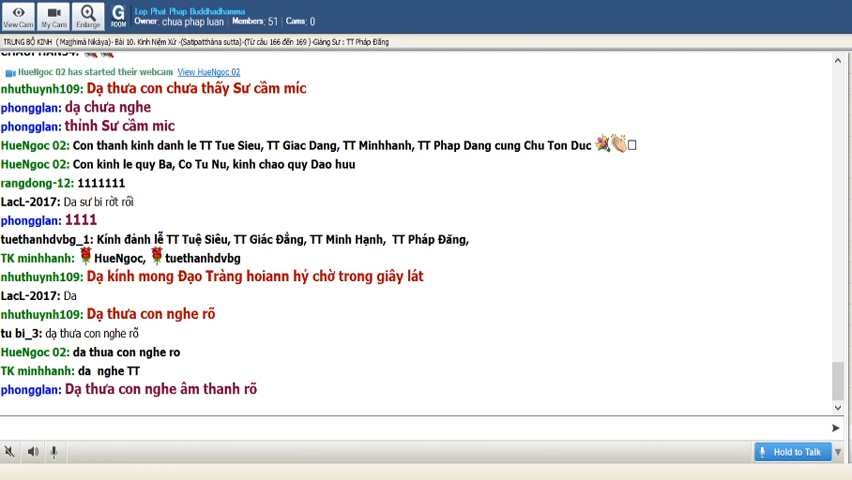 View Cam
My Cam
Enlarge
G
ROOM
Lop Phat Phap Buddhadhamma
Owner: chua phap luan Members: 51 Cams: 0
TRUNG BỘ KINH (Majjhimā Nikāya)- Bài 10. Kinh Niệm Xứ -(Satipatthāna sutta)-(Từ câu 166 đến 169 )-Giảng Sư : TT Pháp Đăng
HueNgoc 02 has started their webcam View HueNgoc 02
nhuthuynh109: Dạ thưa con chưa thấy Sư cầm míc
phongglan: dạ chưa nghe
phongglan: thỉnh Sư cầm mic
HueNgoc 02: Con thanh kinh danh le TT Tue Sieu, TT Giac Dang, TT Minhhanh, TT Phap Dang cung Chu Ton Duc
HueNgoc 02: Con kinh le quy Ba, Co Tu Nu, kinh chao quy Dao huu
rangdong-12: 1111111
LacL-2017: Da sư bi rớt rồi
phongglan: 1111
tuethanhdvbg_1: Kính đảnh lễ TT Tuệ Siêu, TT Giác Đẳng, TT Minh Hạnh, TT Pháp Đăng,
TK minhhanh: HueNgoc, tuethanhdvbg
nhuthuynh109: Dạ kính mong Đạo Tràng hoiann hỷ chờ trong giây lát
LacL-2017: Da
nhuthuynh109: Dạ thưa con nghe rõ
tu bi_3: dạ thưa con nghe rõ
HueNgoc 02: da thua con nghe ro
TK minhhanh: da nghe TT
phongglan: Dạ thưa con nghe âm thanh rõ
Hold to Talk